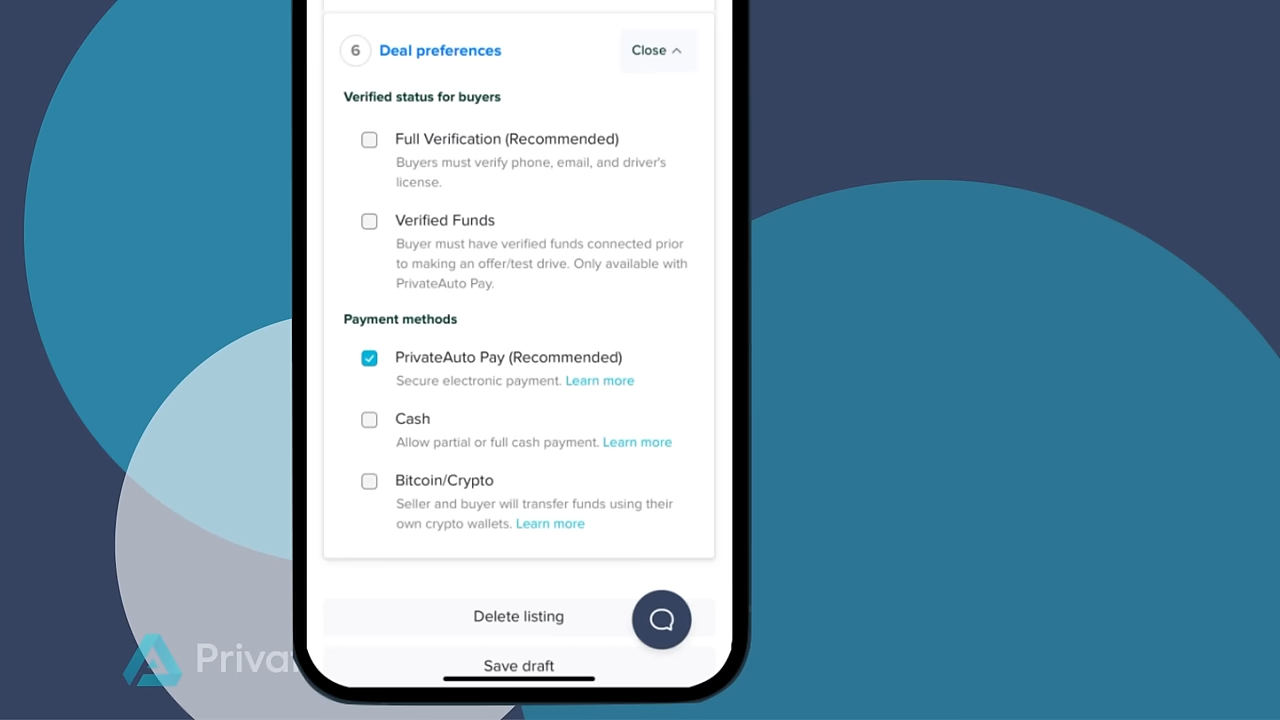 6 Deal preferences Close
Verified status for buyers
Full Verification (Recommended)
Buyers must verify phone, email, and driver's
license.
Verified Funds
Buyer must have verified funds connected prior
to making an offer/test drive. Only available with
PrivateAuto Pay.
Payment methods
PrivateAuto Pay (Recommended)
Secure electronic payment. Learn more
Cash
Allow partial or full cash payment. Learn more
Bitcoin/Crypto
Seller and buyer will transfer funds using their
own crypto wallets. Learn more
Delete listing
Save draft